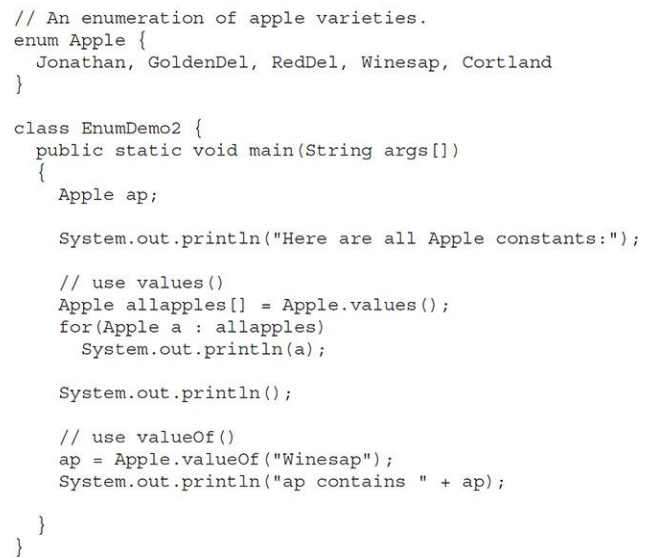 // An enumeration of apple varieties.
enum Apple {
  Jonathan, GoldenDel, RedDel, Winesap, Cortland
}

class EnumDemo2 {
  public static void main(String args[])
  {
    Apple ap;

    System.out.println("Here are all Apple constants:");

    // use values()
    Apple allapples[] = Apple.values();
    for(Apple a : allapples)
      System.out.println(a);

    System.out.println();

    // use valueOf()
    ap = Apple.valueOf("Winesap");
    System.out.println("ap contains " + ap);

  }
}